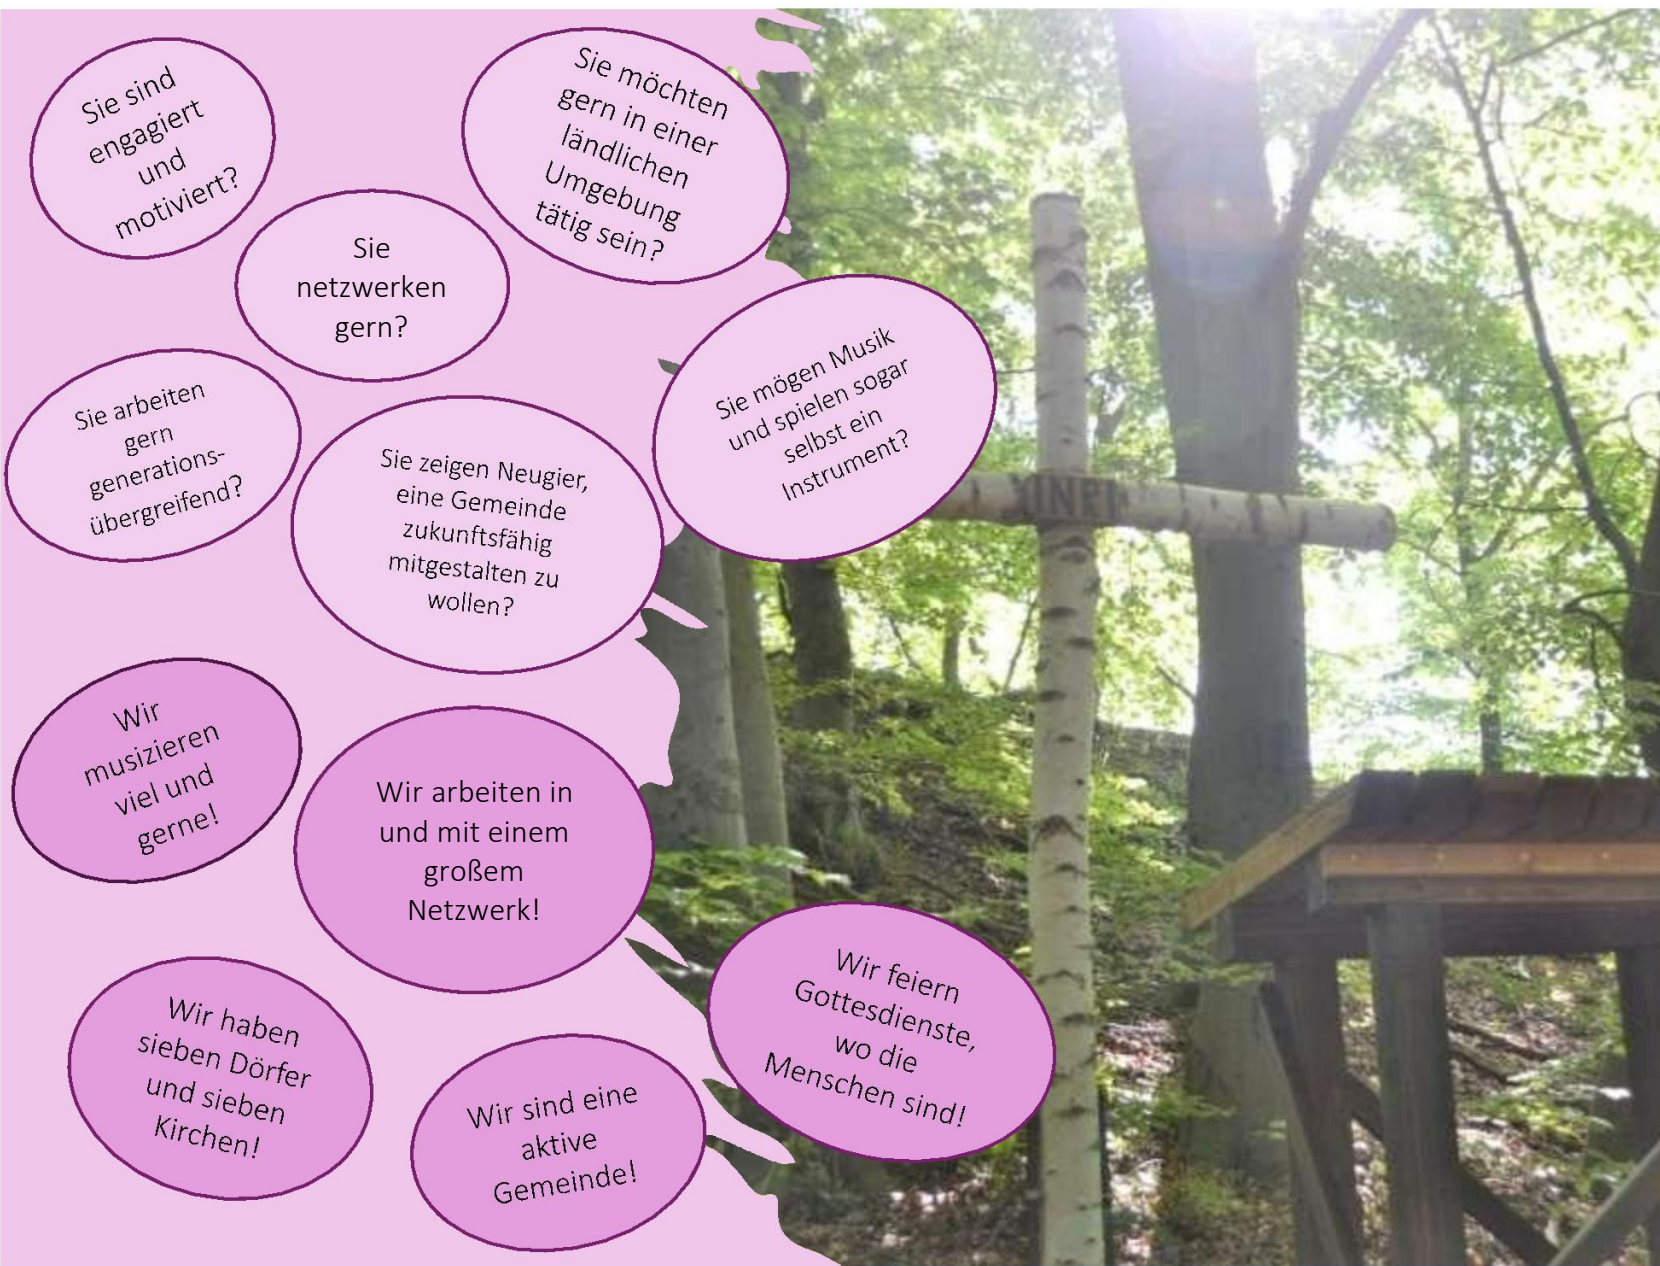 Sie sind
engagiert
und
motiviert?
Sie möchten
gern in einer
ländlichen
Umgebung
tätig sein?
Sie
netzwerken
gern?
Sie mögen Musik
und spielen sogar
selbst ein
Instrument?
Sie arbeiten
gern
generations-
übergreifend?
Sie zeigen Neugier,
eine Gemeinde
zukunftsfähig
mitgestalten zu
wollen?
INRI
Wir
musizieren
viel und
gerne!
Wir arbeiten in
und mit einem
großem
Netzwerk!
Wir feiern
Gottesdienste,
wo die
Menschen sind!
Wir haben
sieben Dörfer
und sieben
Kirchen!
Wir sind eine
aktive
Gemeinde!